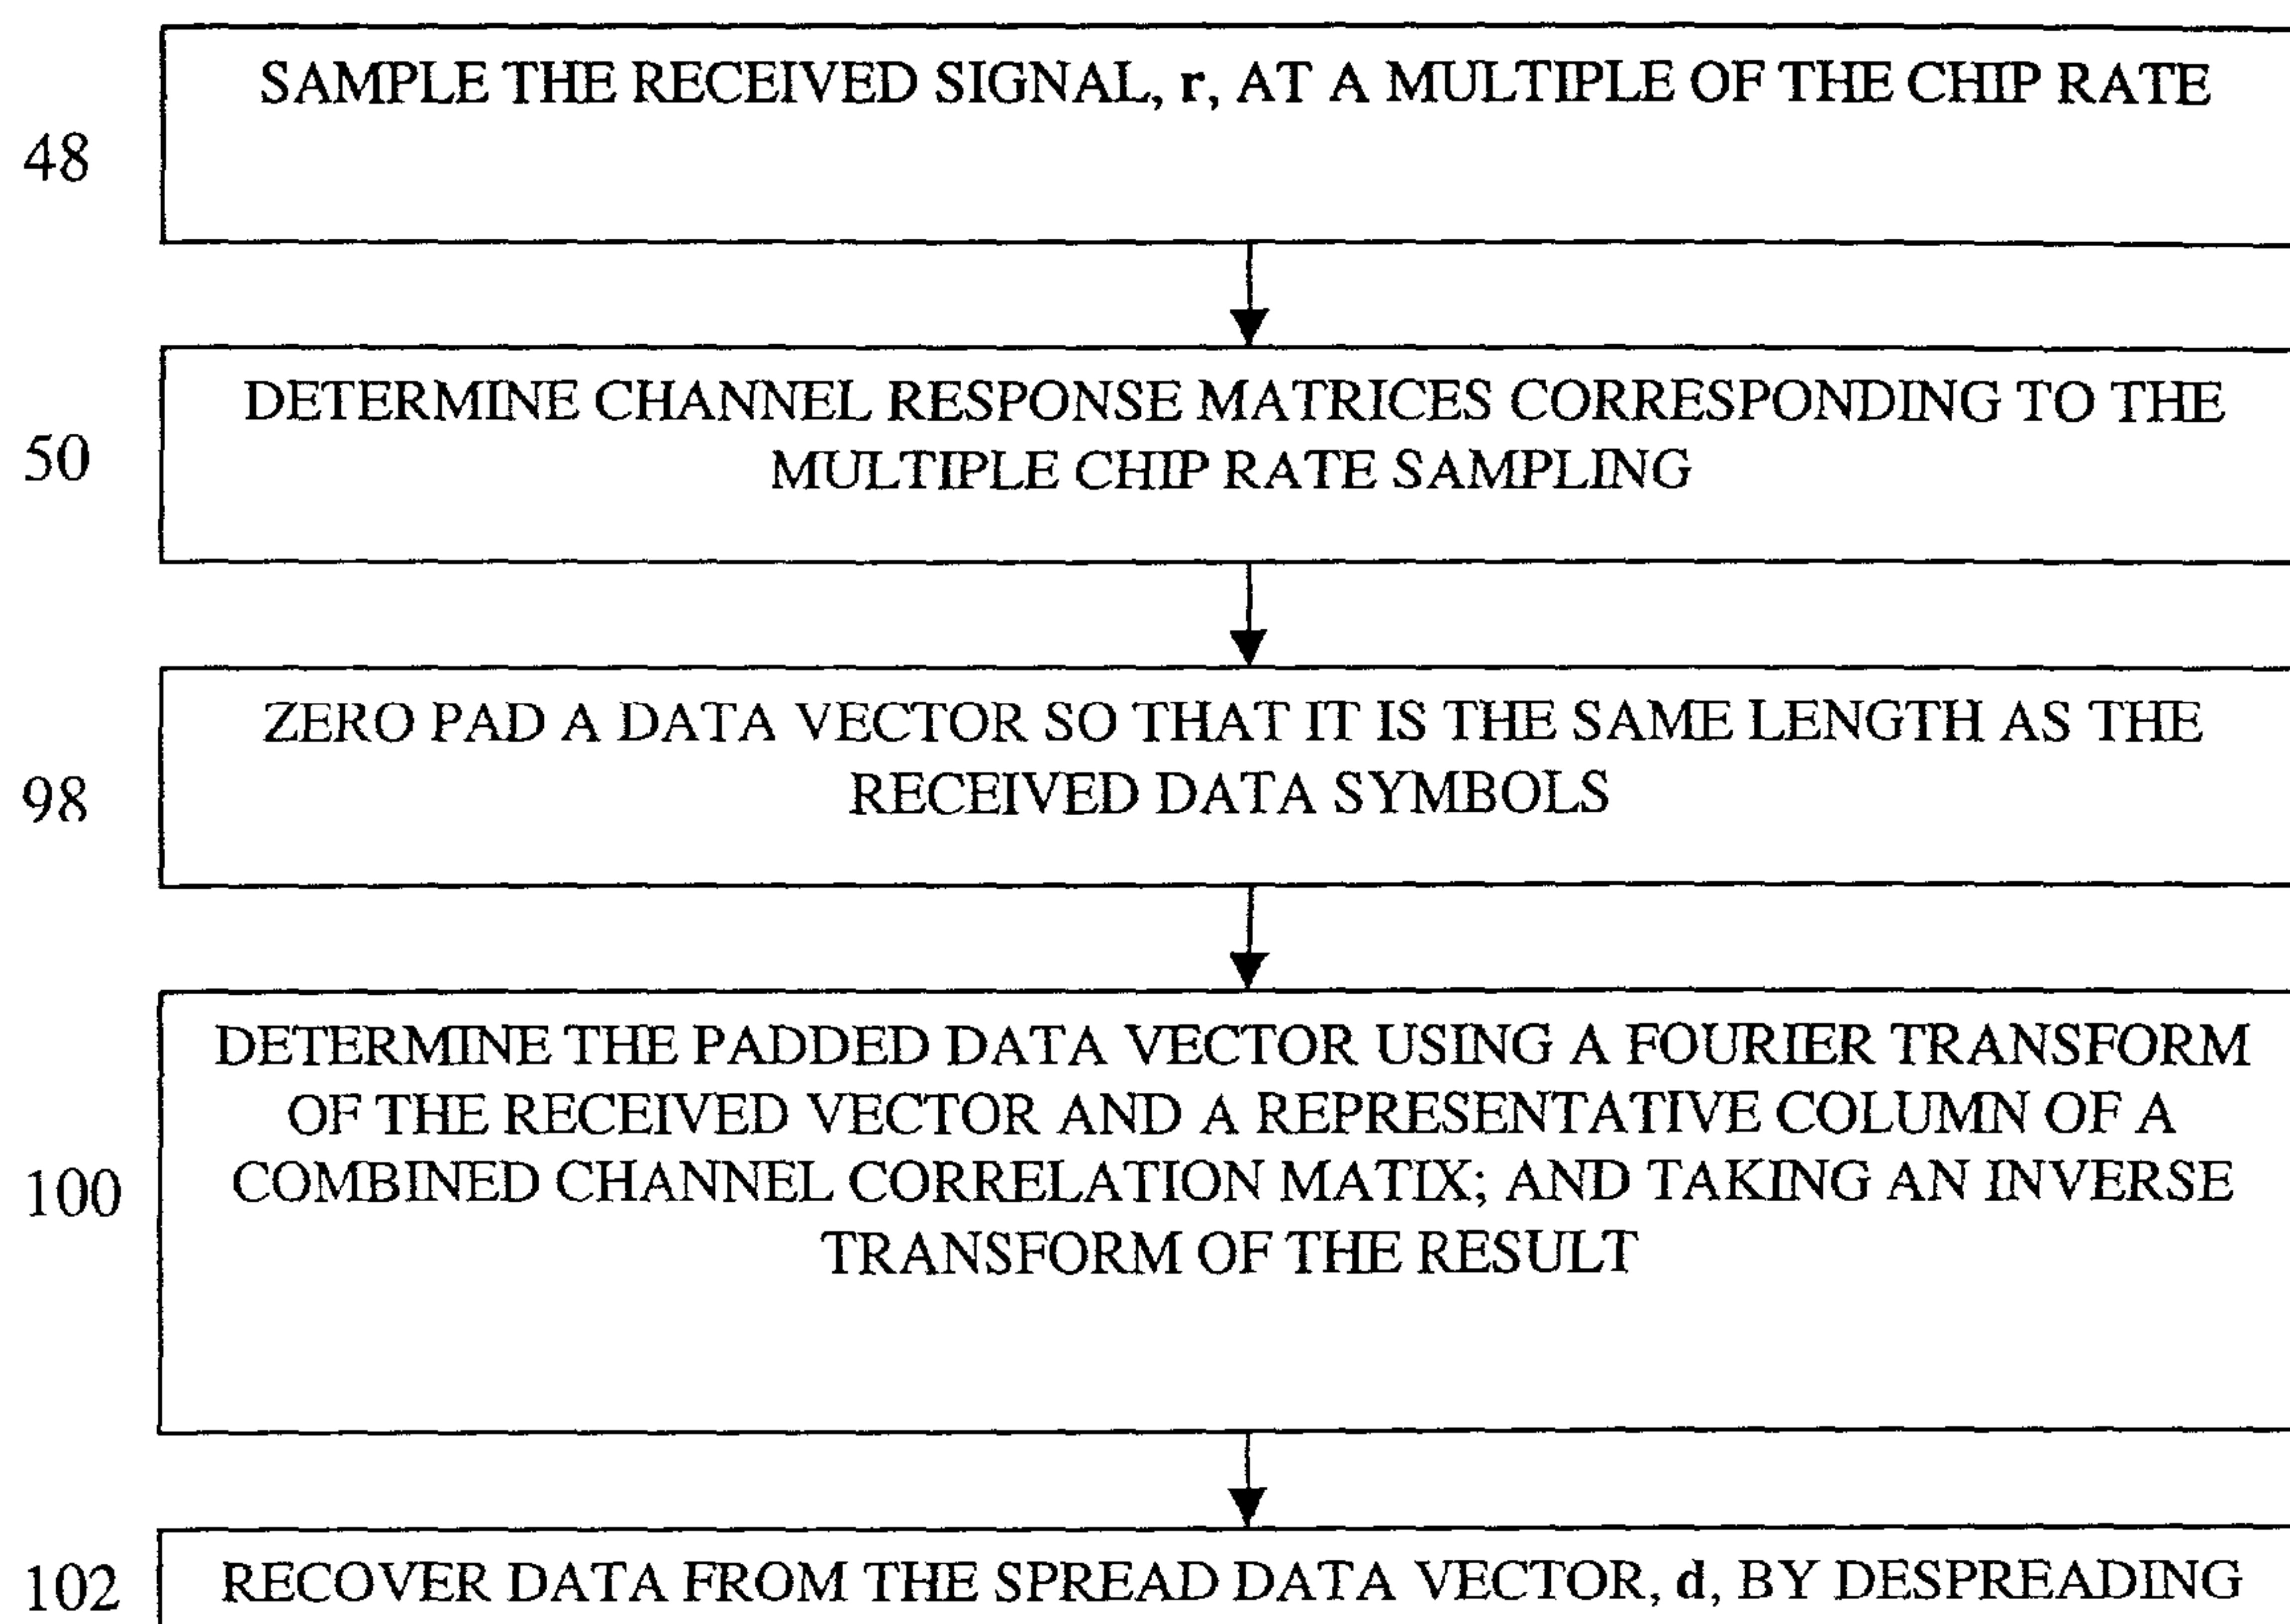 SAMPLE THE RECEIVED SIGNAL, r, AT A MULTIPLE OF THE CHIP RATE
48
DETERMINE CHANNEL RESPONSE MATRICES CORRESPONDING TO THE
MULTIPLE CHIP RATE SAMPLING
50
ZERO PAD A DATA VECTOR SO THAT IT IS THE SAME LENGTH AS THE
RECEIVED DATA SYMBOLS
98
DETERMINE THE PADDED DATA VECTOR USING A FOURIER TRANSFORM
OF THE RECEIVED VECTOR AND A REPRESENTATIVE COLUMN OF A
COMBINED CHANNEL CORRELATION MATIX; AND TAKING AN INVERSE
TRANSFORM OF THE RESULT
100
102
RECOVER DATA FROM THE SPREAD DATA VECTOR, d, BY DESPREADING